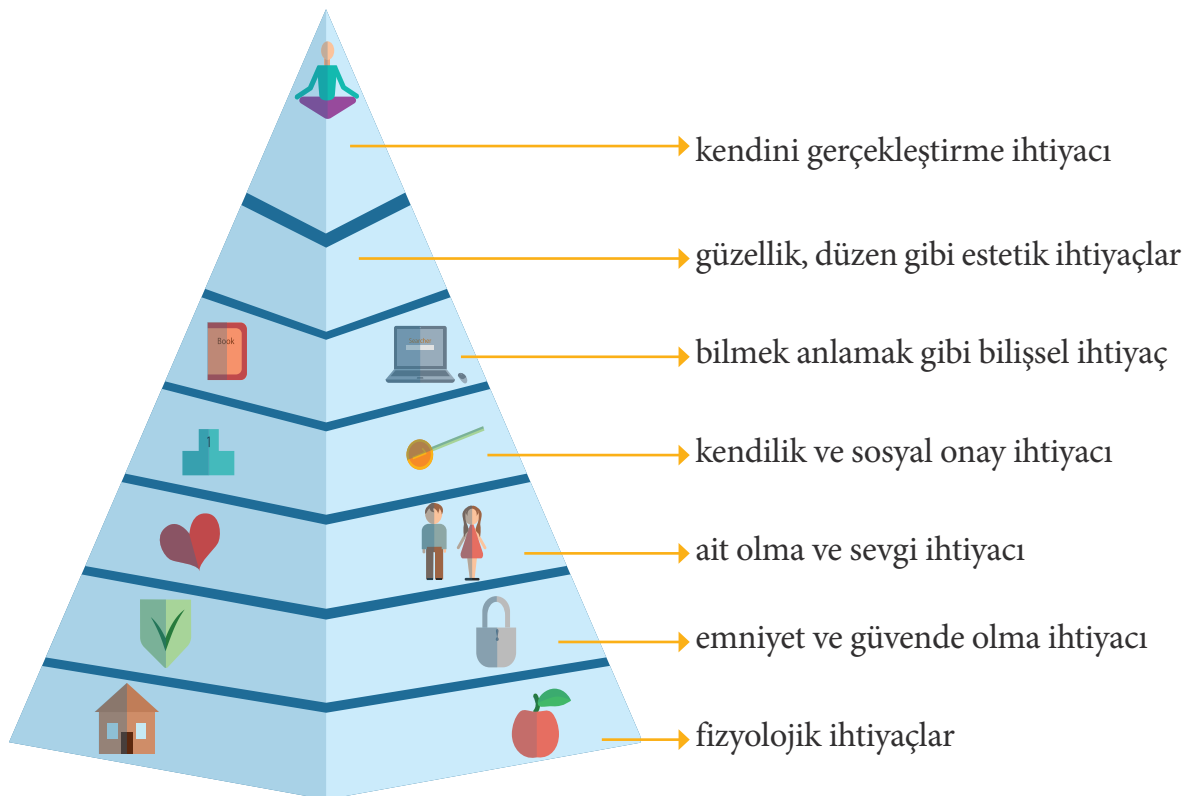 kendini gerçekleştirme ihtiyacı
güzellik, düzen gibi estetik ihtiyaçlar
Book
bilmek anlamak gibi bilişsel ihtiyaç
1
kendilik ve sosyal onay ihtiyacı
ait olma ve sevgi ihtiyacı
emniyet ve güvende olma ihtiyacı
fizyolojik ihtiyaçlar